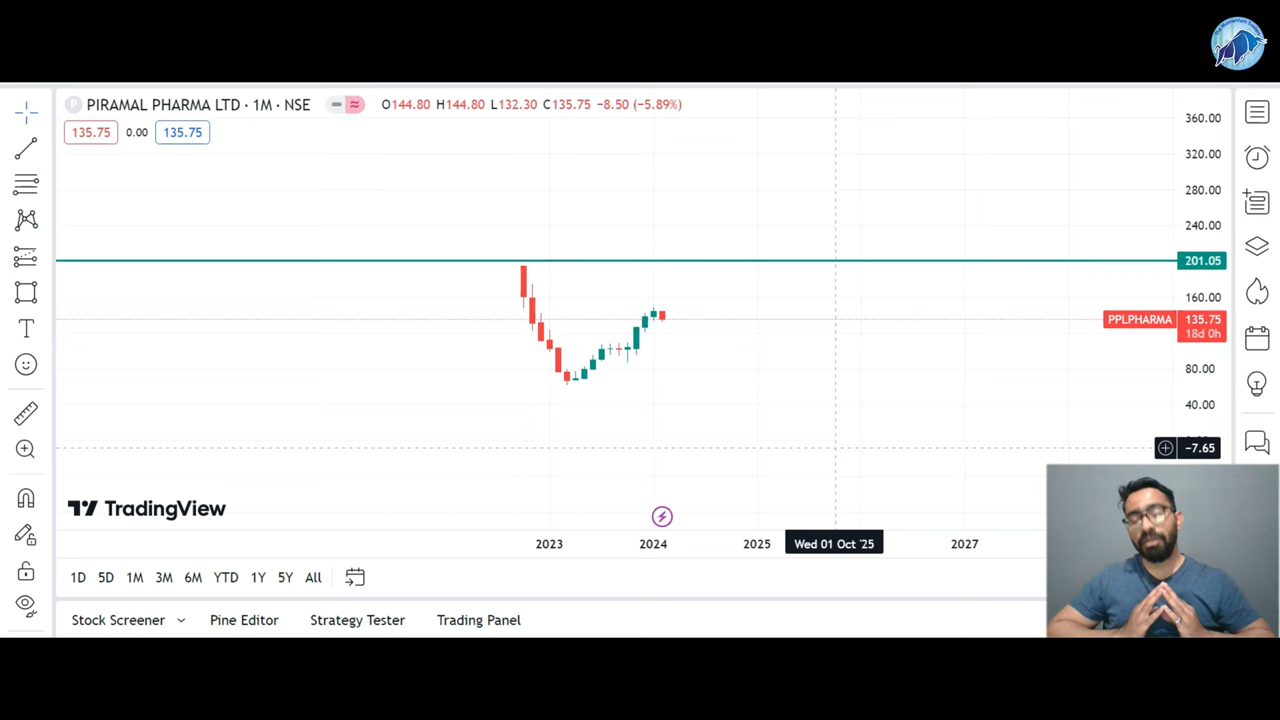 The Momentum
PIRAMAL PHARMA LTD · 1M · NSE O144.80 H144.80 L132.30 C135.75 −8.50 (−5.89%)
135.75 0.00 135.75
360.00
320.00
280.00
240.00
201.05
160.00
PPLPHARMA 135.75
18d 0h
80.00
40.00
−7.65
TradingView
2023 2024 2025 Wed 01 Oct '25 2027
1D 5D 1M 3M 6M YTD 1Y 5Y All
Stock Screener Pine Editor Strategy Tester Trading Panel